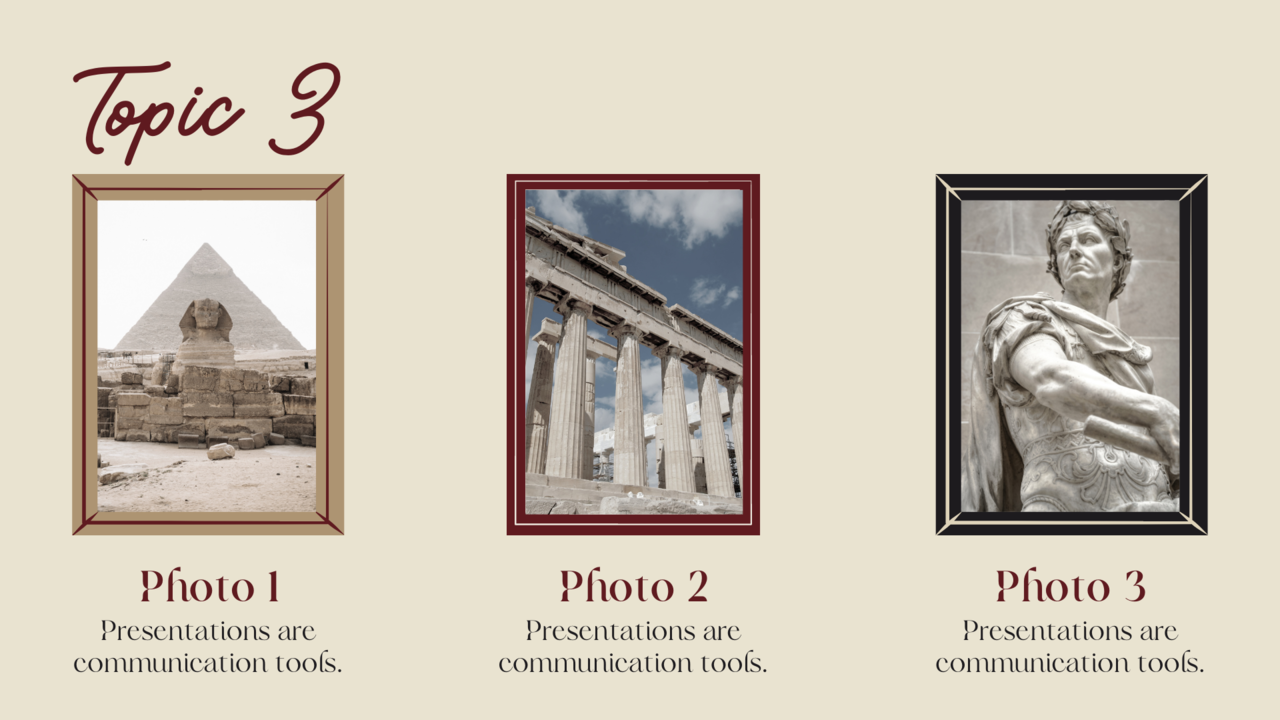 Topic 3
Photo 1
Presentations are
communication tools.
Photo 2
Presentations are
communication tools.
Photo 3
Presentations are
communication tools.